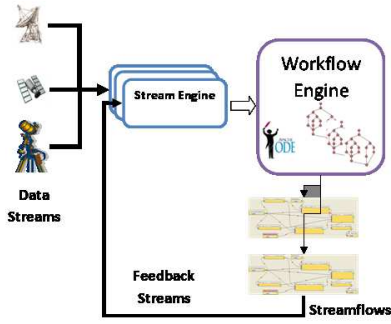 Workflow
Engine
Stream Engine
ODE
Data
Streams
Feedback
Streams
Streamflows